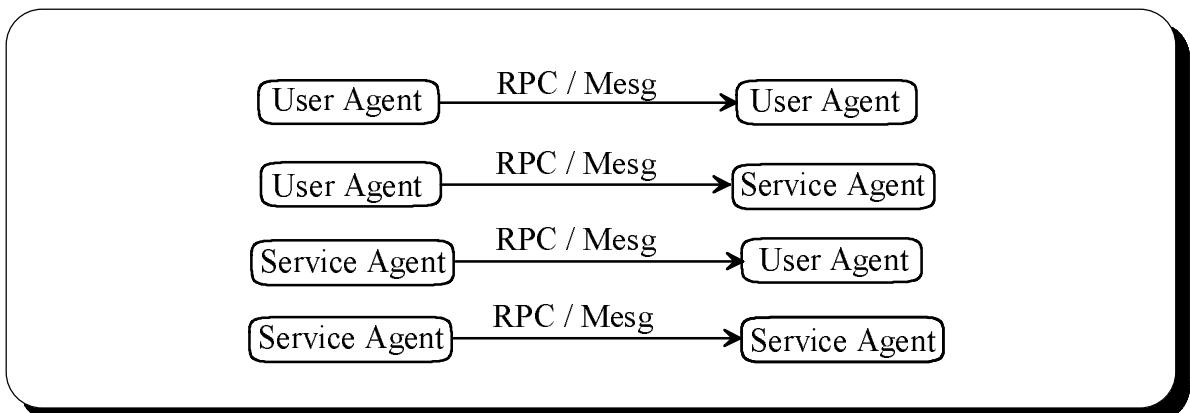 RPC / Mesg
User Agent User Agent
RPC / Mesg
User Agent Service Agent
RPC / Mesg
Service Agent User Agent
RPC / Mesg
Service Agent Service Agent